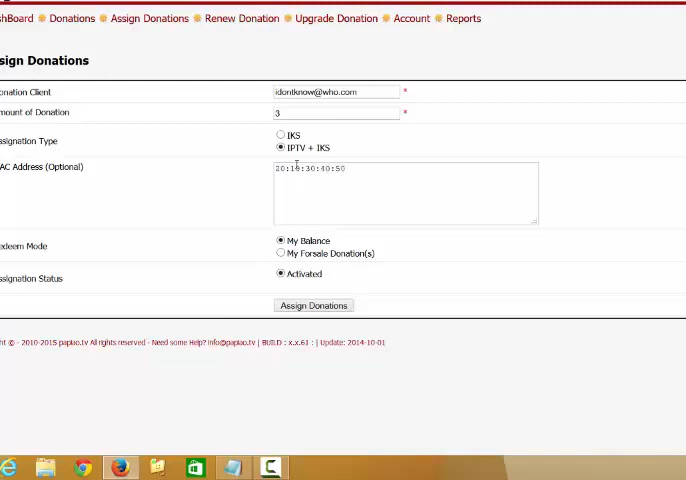 shBoard Donations Assign Donations Renew Donation Upgrade Donation Account Reports
sign Donations
onation Client idontknow@who.com *
mount of Donation 3 *
ssignation Type IKS
IPTV + IKS
AC Address (Optional) 20:10:30:40:50
edeem Mode My Balance
My Forsale Donation(s)
ssignation Status Activated
Assign Donations
ht © - 2010-2015 papiao.tv All rights reserved - Need some Help? info@papiao.tv | BUILD : x.x.61 : | Update: 2014-10-01